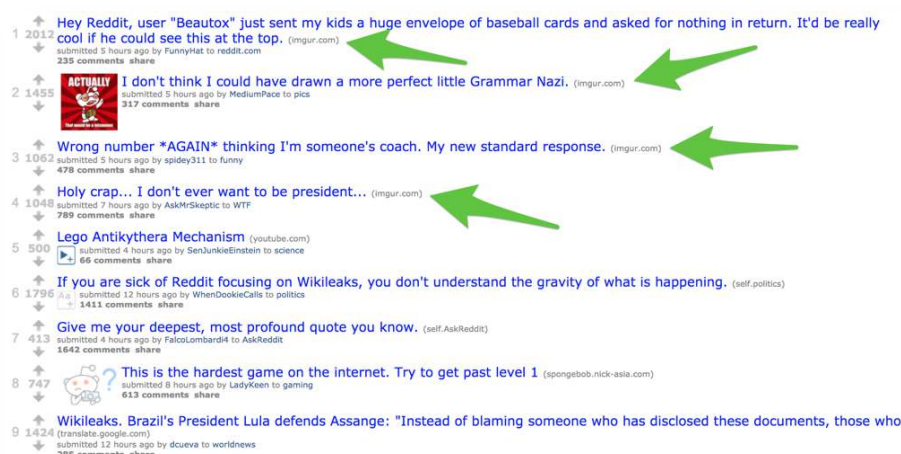 Hey Reddit, user "Beautox" just sent my kids a huge envelope of baseball cards and asked for nothing in return. It'd be really
1 2012 cool if he could see this at the top. (imgur.com)
submitted 5 hours ago by FunnyHat to reddit.com
235 comments share
ACTUALLY I don't think I could have drawn a more perfect little Grammar Nazi. (imgur.com)
2 1455 submitted 5 hours ago by MediumPace to pics
317 comments share
Wrong number *AGAIN* thinking I'm someone's coach. My new standard response. (imgur.com)
3 1062 submitted 5 hours ago by spidey311 to funny
478 comments share
Holy crap... I don't ever want to be president... (imgur.com)
4 1048 submitted 7 hours ago by AskMrSkeptic to WTF
789 comments share
Lego Antikythera Mechanism (youtube.com)
5 500 submitted 4 hours ago by SenJunkieEinstein to science
66 comments share
If you are sick of Reddit focusing on Wikileaks, you don't understand the gravity of what is happening. (self.politics)
6 1796 Aa submitted 12 hours ago by WhenDookieCalls to politics
1411 comments share
Give me your deepest, most profound quote you know. (self.AskReddit)
7 413 submitted 4 hours ago by FalcoLombardi4 to AskReddit
1642 comments share
This is the hardest game on the internet. Try to get past level 1 (spongebob.nick-asia.com)
8 747 submitted 8 hours ago by LadyKeen to gaming
613 comments share
Wikileaks. Brazil's President Lula defends Assange: "Instead of blaming someone who has disclosed these documents, those who
9 1424 (translate.google.com)
submitted 12 hours ago by dcueva to worldnews
comments share